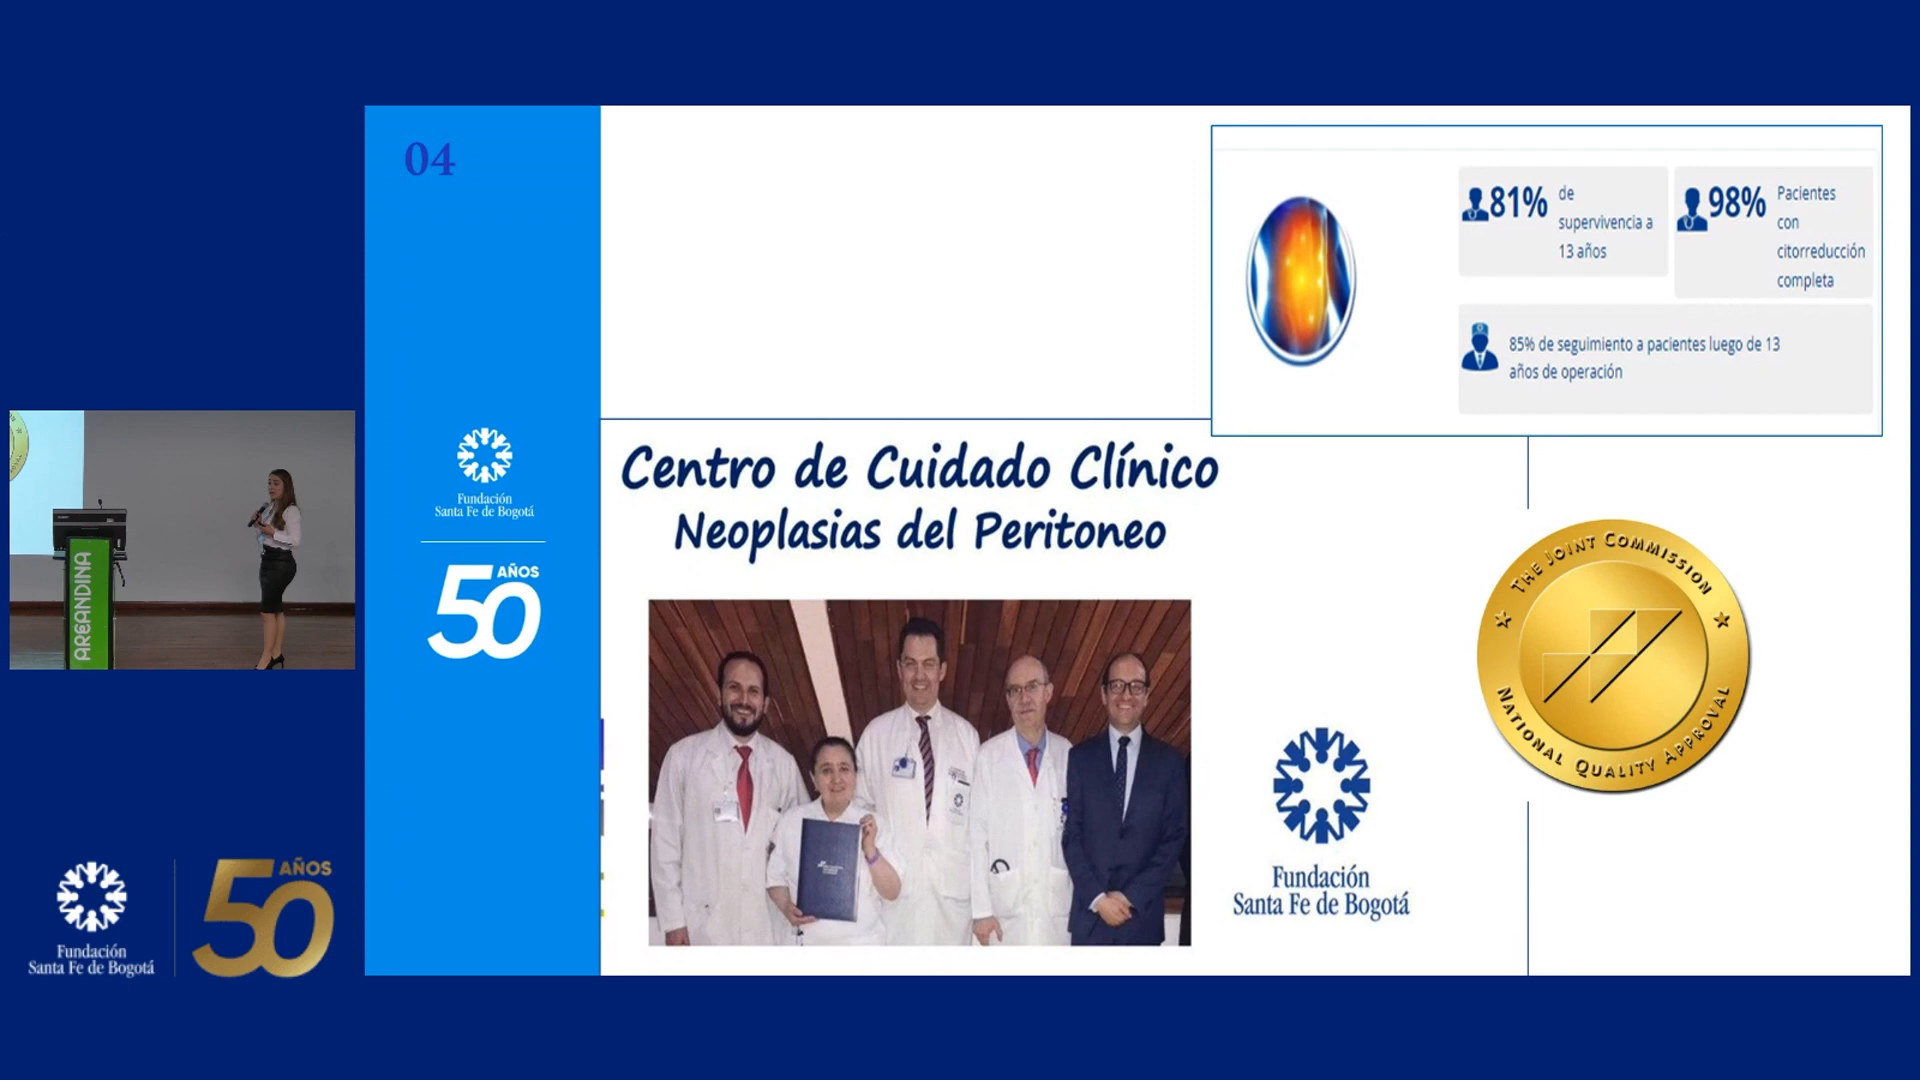 04
Fundación
Santa Fe de Bogotá
50 AÑOS
81% de
supervivencia a
13 años
98% Pacientes
con
citorreducción
completa
85% de seguimiento a pacientes luego de 13
años de operación
Centro de Cuidado Clínico
Neoplasias del Peritoneo
THE JOINT COMMISSION
NATIONAL QUALITY APPROVAL
Fundación
Santa Fe de Bogotá
AREANDINA
Fundación
Santa Fe de Bogotá
50 AÑOS